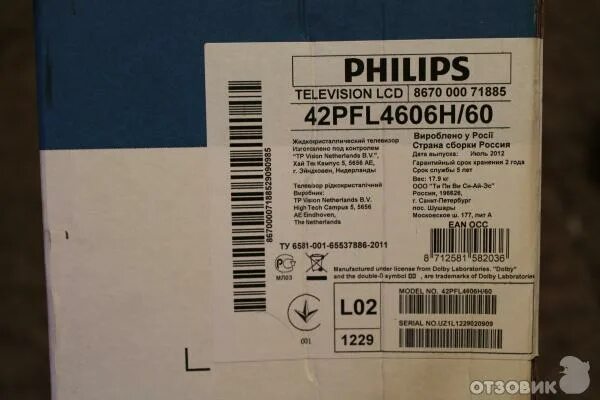 PHILIPS
TELEVISION LCD 8670 000 71885
42PFL4606H/60
Жидкокристаллический телевизор
Изготовлено под контролем
"TP Vision Netherlands B.V.",
Хай Тек Кампус 5, 5656 AE,
г. Эйндховен, Нидерланды
Телевізор рідкокристалічний
Виробник:
TP Vision Netherlands B.V.
High Tech Campus 5, 5656
AE Eindhoven,
The Netherlands
Вироблено у Росії
Страна сборки Россия
Дата выпуска: Июль 2012
Гарантийный срок хранения 2 года
Срок службы 5 лет
Вес: 17.9 кг
ООО "Ти Пи Ви Си-Ай-Эс"
Россия, 196626,
г. Санкт-Петербург
пос. Шушары
Московское ш. 177, лит А
EAN OCC
8 712581 582036
86700007188529090985
ТУ 6581-001-65537886-2011
МЛ03
Manufactured under license from Dolby Laboratories. "Dolby"
and the double-D symbol are trademarks of Dolby Laboratories
001
L02
1229
MODEL NO. 42PFL4606H/60
SERIAL NO.UZ1L1229020909
ОТЗОВИК